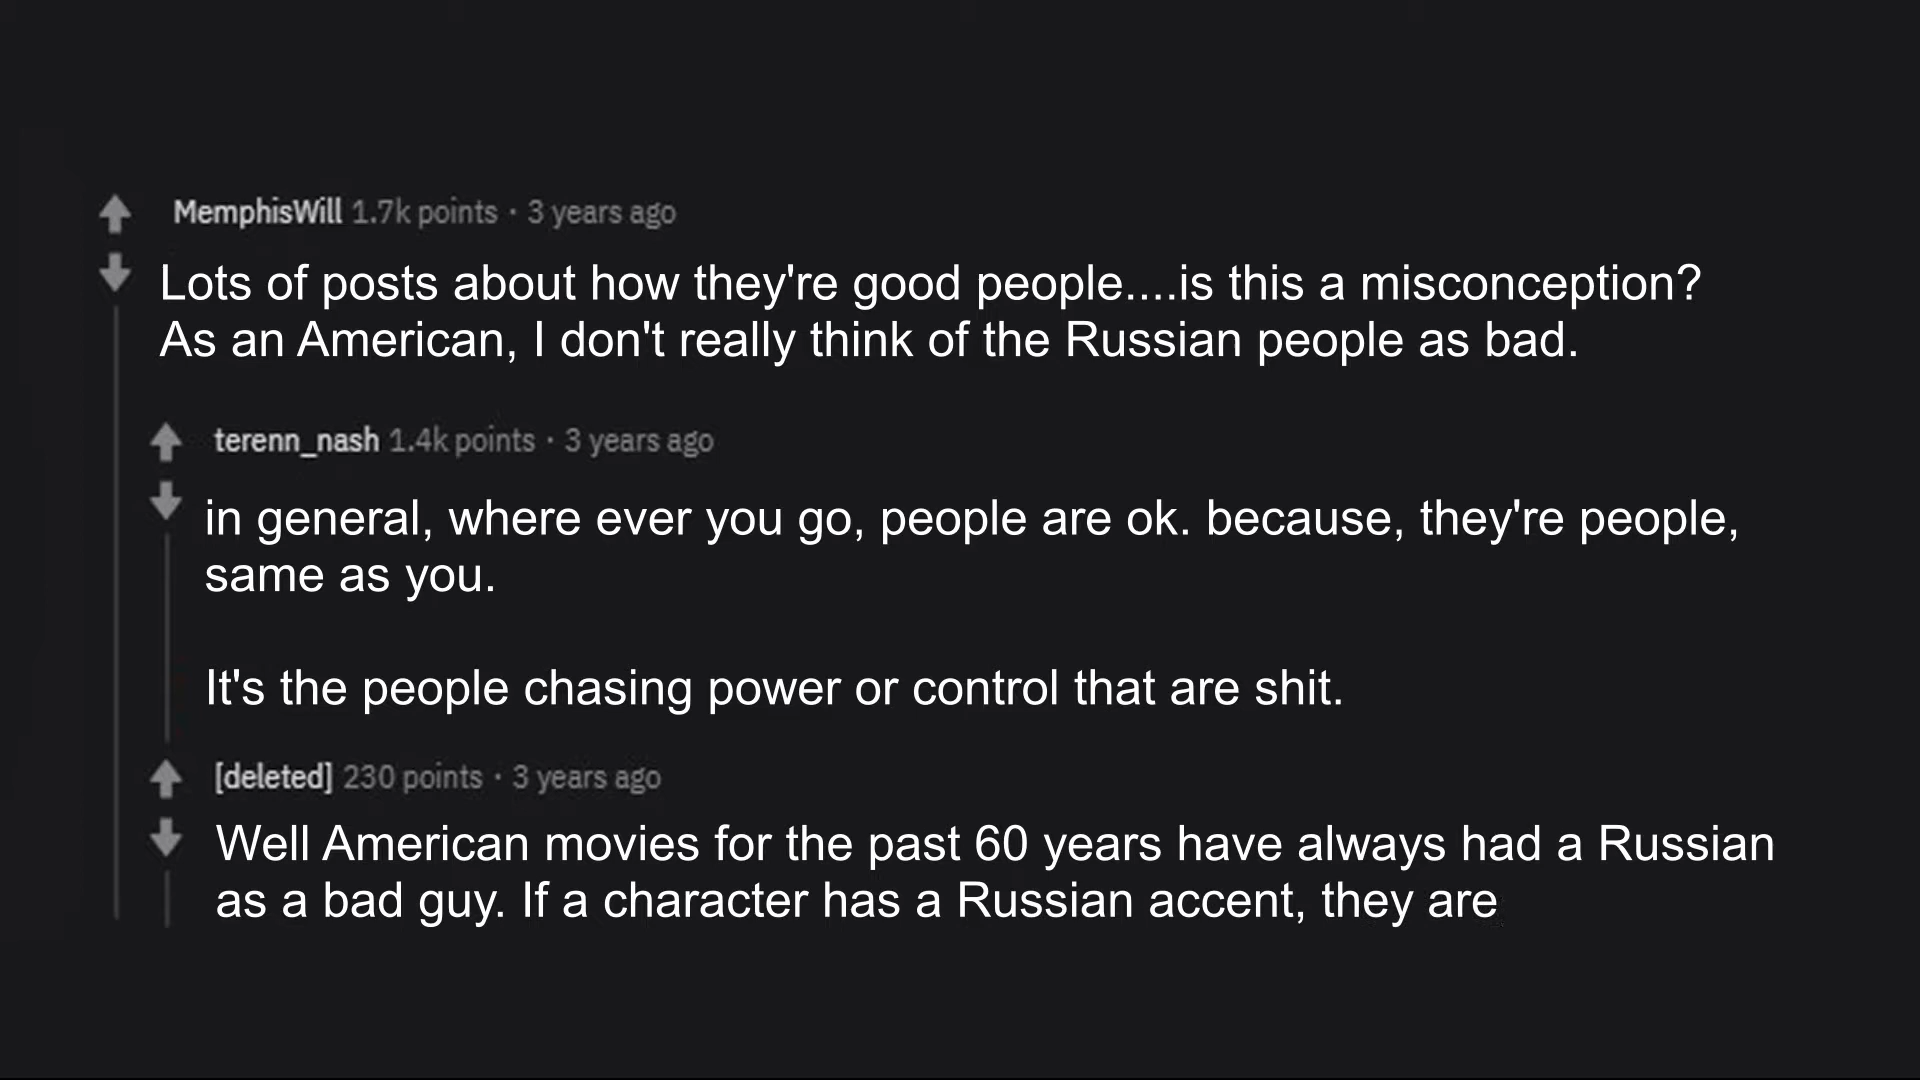 MemphisWill 1.7k points · 3 years ago
Lots of posts about how they're good people....is this a misconception?
As an American, I don't really think of the Russian people as bad.
terenn_nash 1.4k points · 3 years ago
in general, where ever you go, people are ok. because, they're people,
same as you.
It's the people chasing power or control that are shit.
[deleted] 230 points · 3 years ago
Well American movies for the past 60 years have always had a Russian
as a bad guy. If a character has a Russian accent, they are